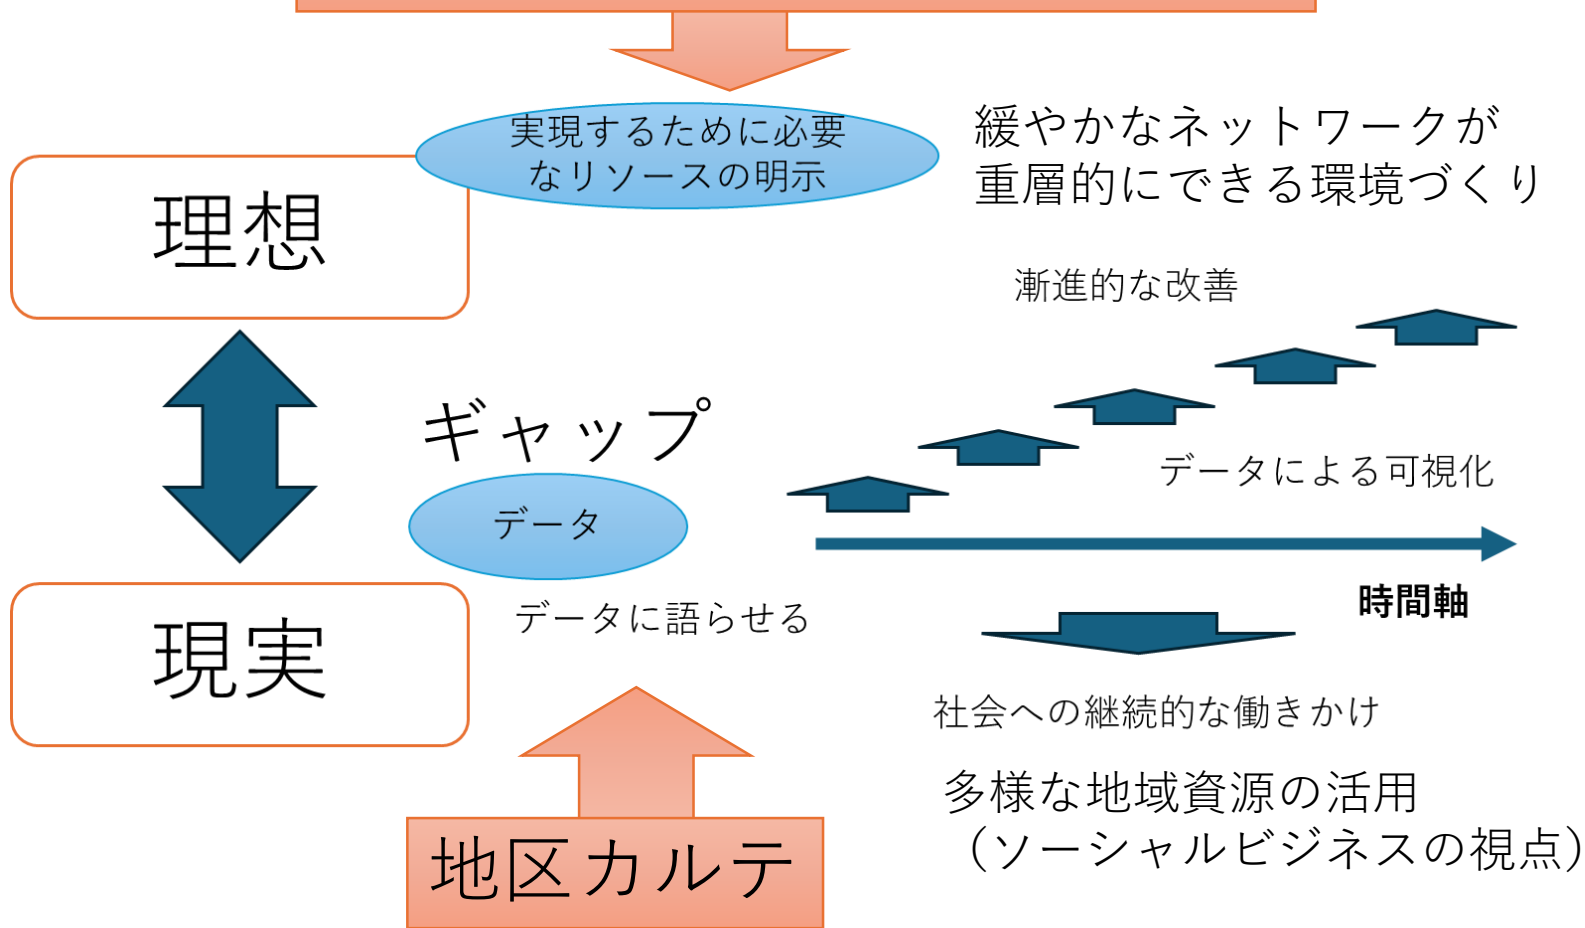 実現するために必要
なリソースの明示
緩やかなネットワークが
重層的にできる環境づくり
理想
漸進的な改善
ギャップ
データによる可視化
データ
時間軸
データに語らせる
現実
社会への継続的な働きかけ
多様な地域資源の活用
（ソーシャルビジネスの視点）
地区カルテ